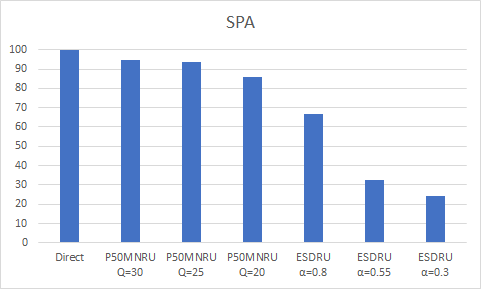 SPA
100
90
80
70
60
50
40
30
20
10
0
Direct
P50MNRU
Q=30
P50MNRU
Q=25
P50MNRU
Q=20
ESDRU
α=0.8
ESDRU
α=0.55
ESDRU
α=0.3